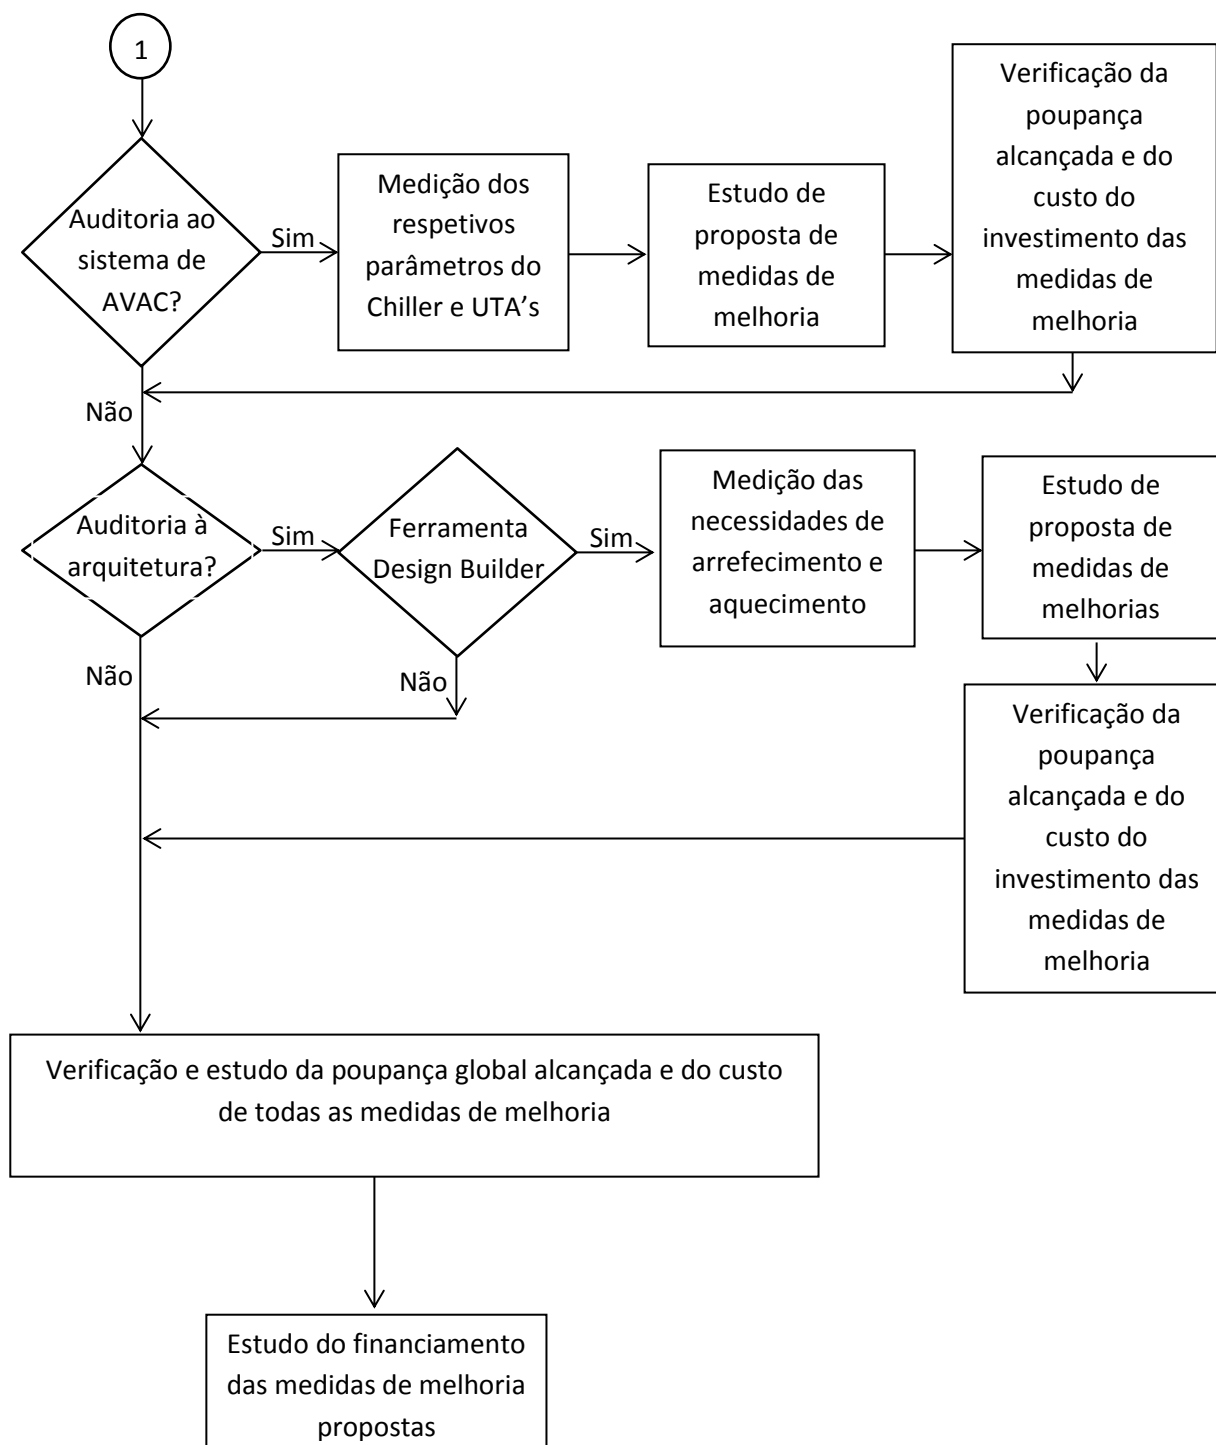 1
Auditoria ao
sistema de
AVAC?
Sim
Medição dos
respetivos
parâmetros do
Chiller e UTA’s
Estudo de
proposta de
medidas de
melhoria
Verificação da
poupança
alcançada e do
custo do
investimento das
medidas de
melhoria
Não
Auditoria à
arquitetura?
Sim
Ferramenta
Design Builder
Sim
Medição das
necessidades de
arrefecimento e
aquecimento
Estudo de
proposta de
medidas de
melhorias
Não
Não
Verificação da
poupança
alcançada e do
custo do
investimento das
medidas de
melhoria
Verificação e estudo da poupança global alcançada e do custo
de todas as medidas de melhoria
Estudo do financiamento
das medidas de melhoria
propostas